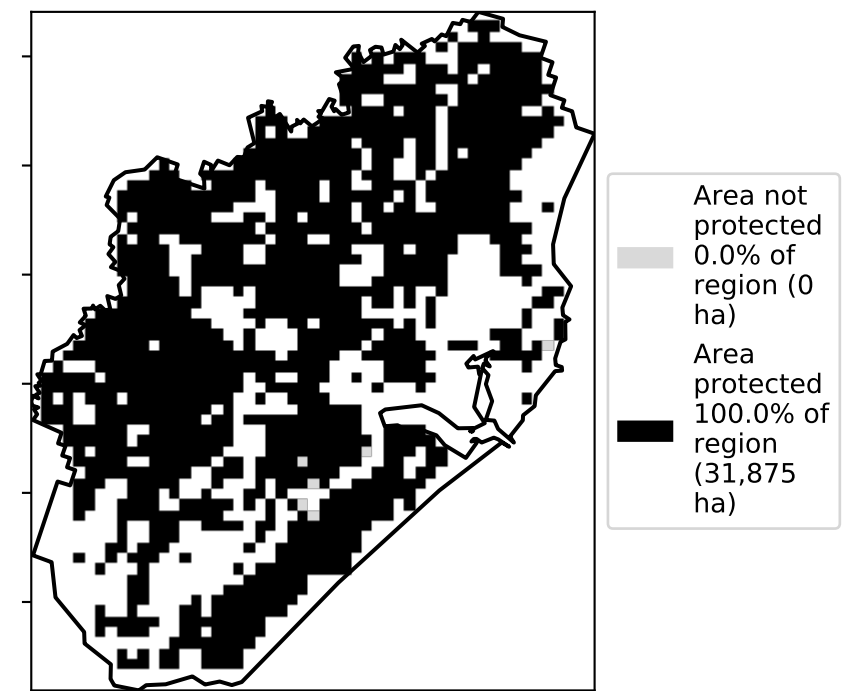 Area not
protected
0.0% of
region (0
ha)
Area
protected
100.0% of
region
(31,875
ha)